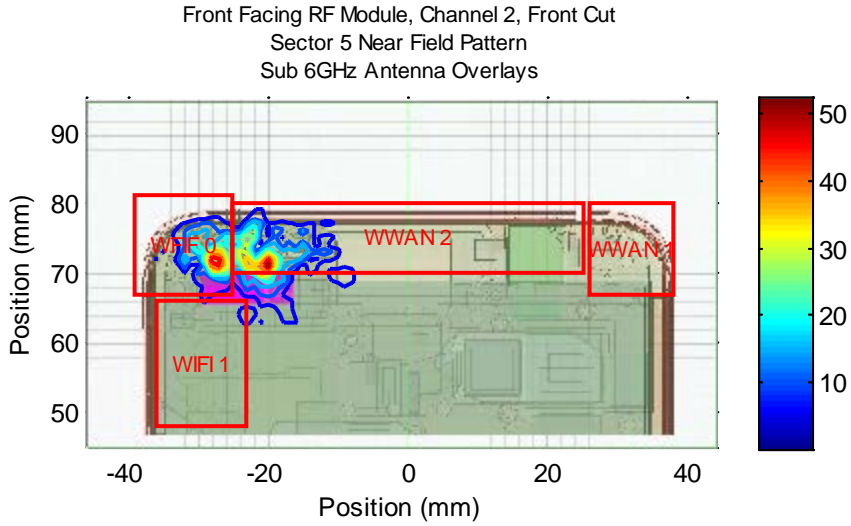 Front Facing RF Module, Channel 2, Front Cut
Sector 5 Near Field Pattern
Sub 6GHz Antenna Overlays
90
80
70
60
50
Position (mm)
WIFI 0
WWAN 2
WWAN 1
WIFI 1
-40
-20
0
20
40
Position (mm)
50
40
30
20
10